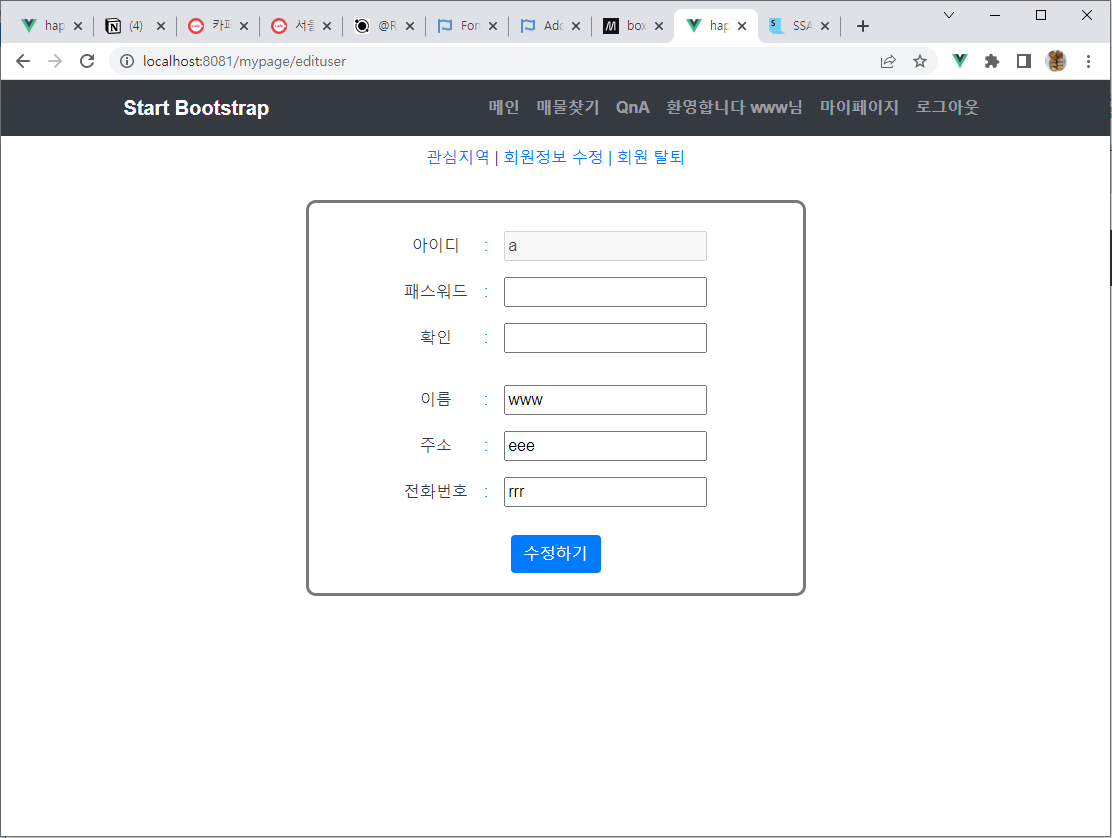 hap (4) 카페 서울 @R For Add box hap SSA
localhost:8081/mypage/edituser
Start Bootstrap 메인 매물찾기 QnA 환영합니다 www님 마이페이지 로그아웃
관심지역 | 회원정보 수정 | 회원 탈퇴
아이디 : a
패스워드 :
확인 :
이름 : www
주소 : eee
전화번호 : rrr
수정하기